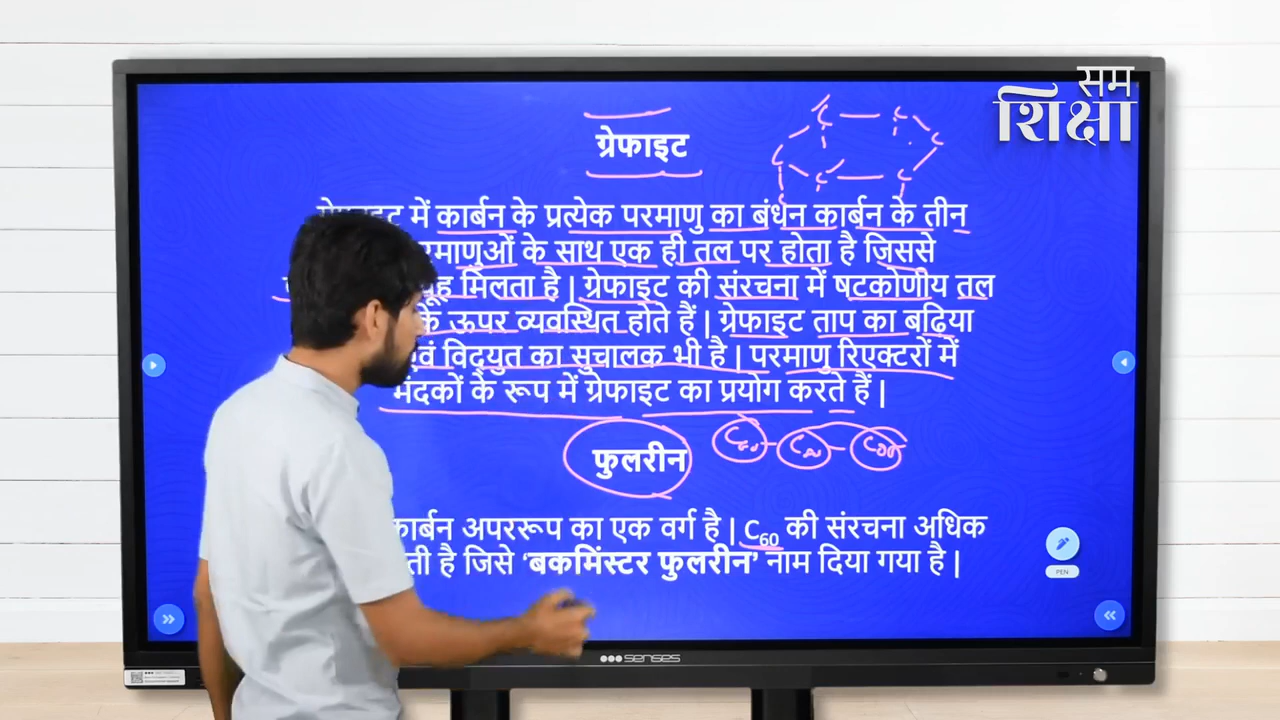 सम
शिक्षा
ग्रेफाइट
में कार्बन के प्रत्येक परमाणु का बंधन कार्बन के तीन
के साथ एक ही तल पर होता है जिससे
मिलता है | ग्रेफाइट की संरचना में षटकोणीय तल
के ऊपर व्यवस्थित होते हैं | ग्रेफाइट ताप का बढ़िया
एवं विद्युत का सुचालक भी है | परमाणु रिएक्टरों में
मंदकों के रूप में ग्रेफाइट का प्रयोग करते हैं |
फुलरीन
कार्बन अपररूप का एक वर्ग है | C60 की संरचना अधिक
है जिसे ‘बकमिंस्टर फुलरीन’ नाम दिया गया है |
PEN
senses